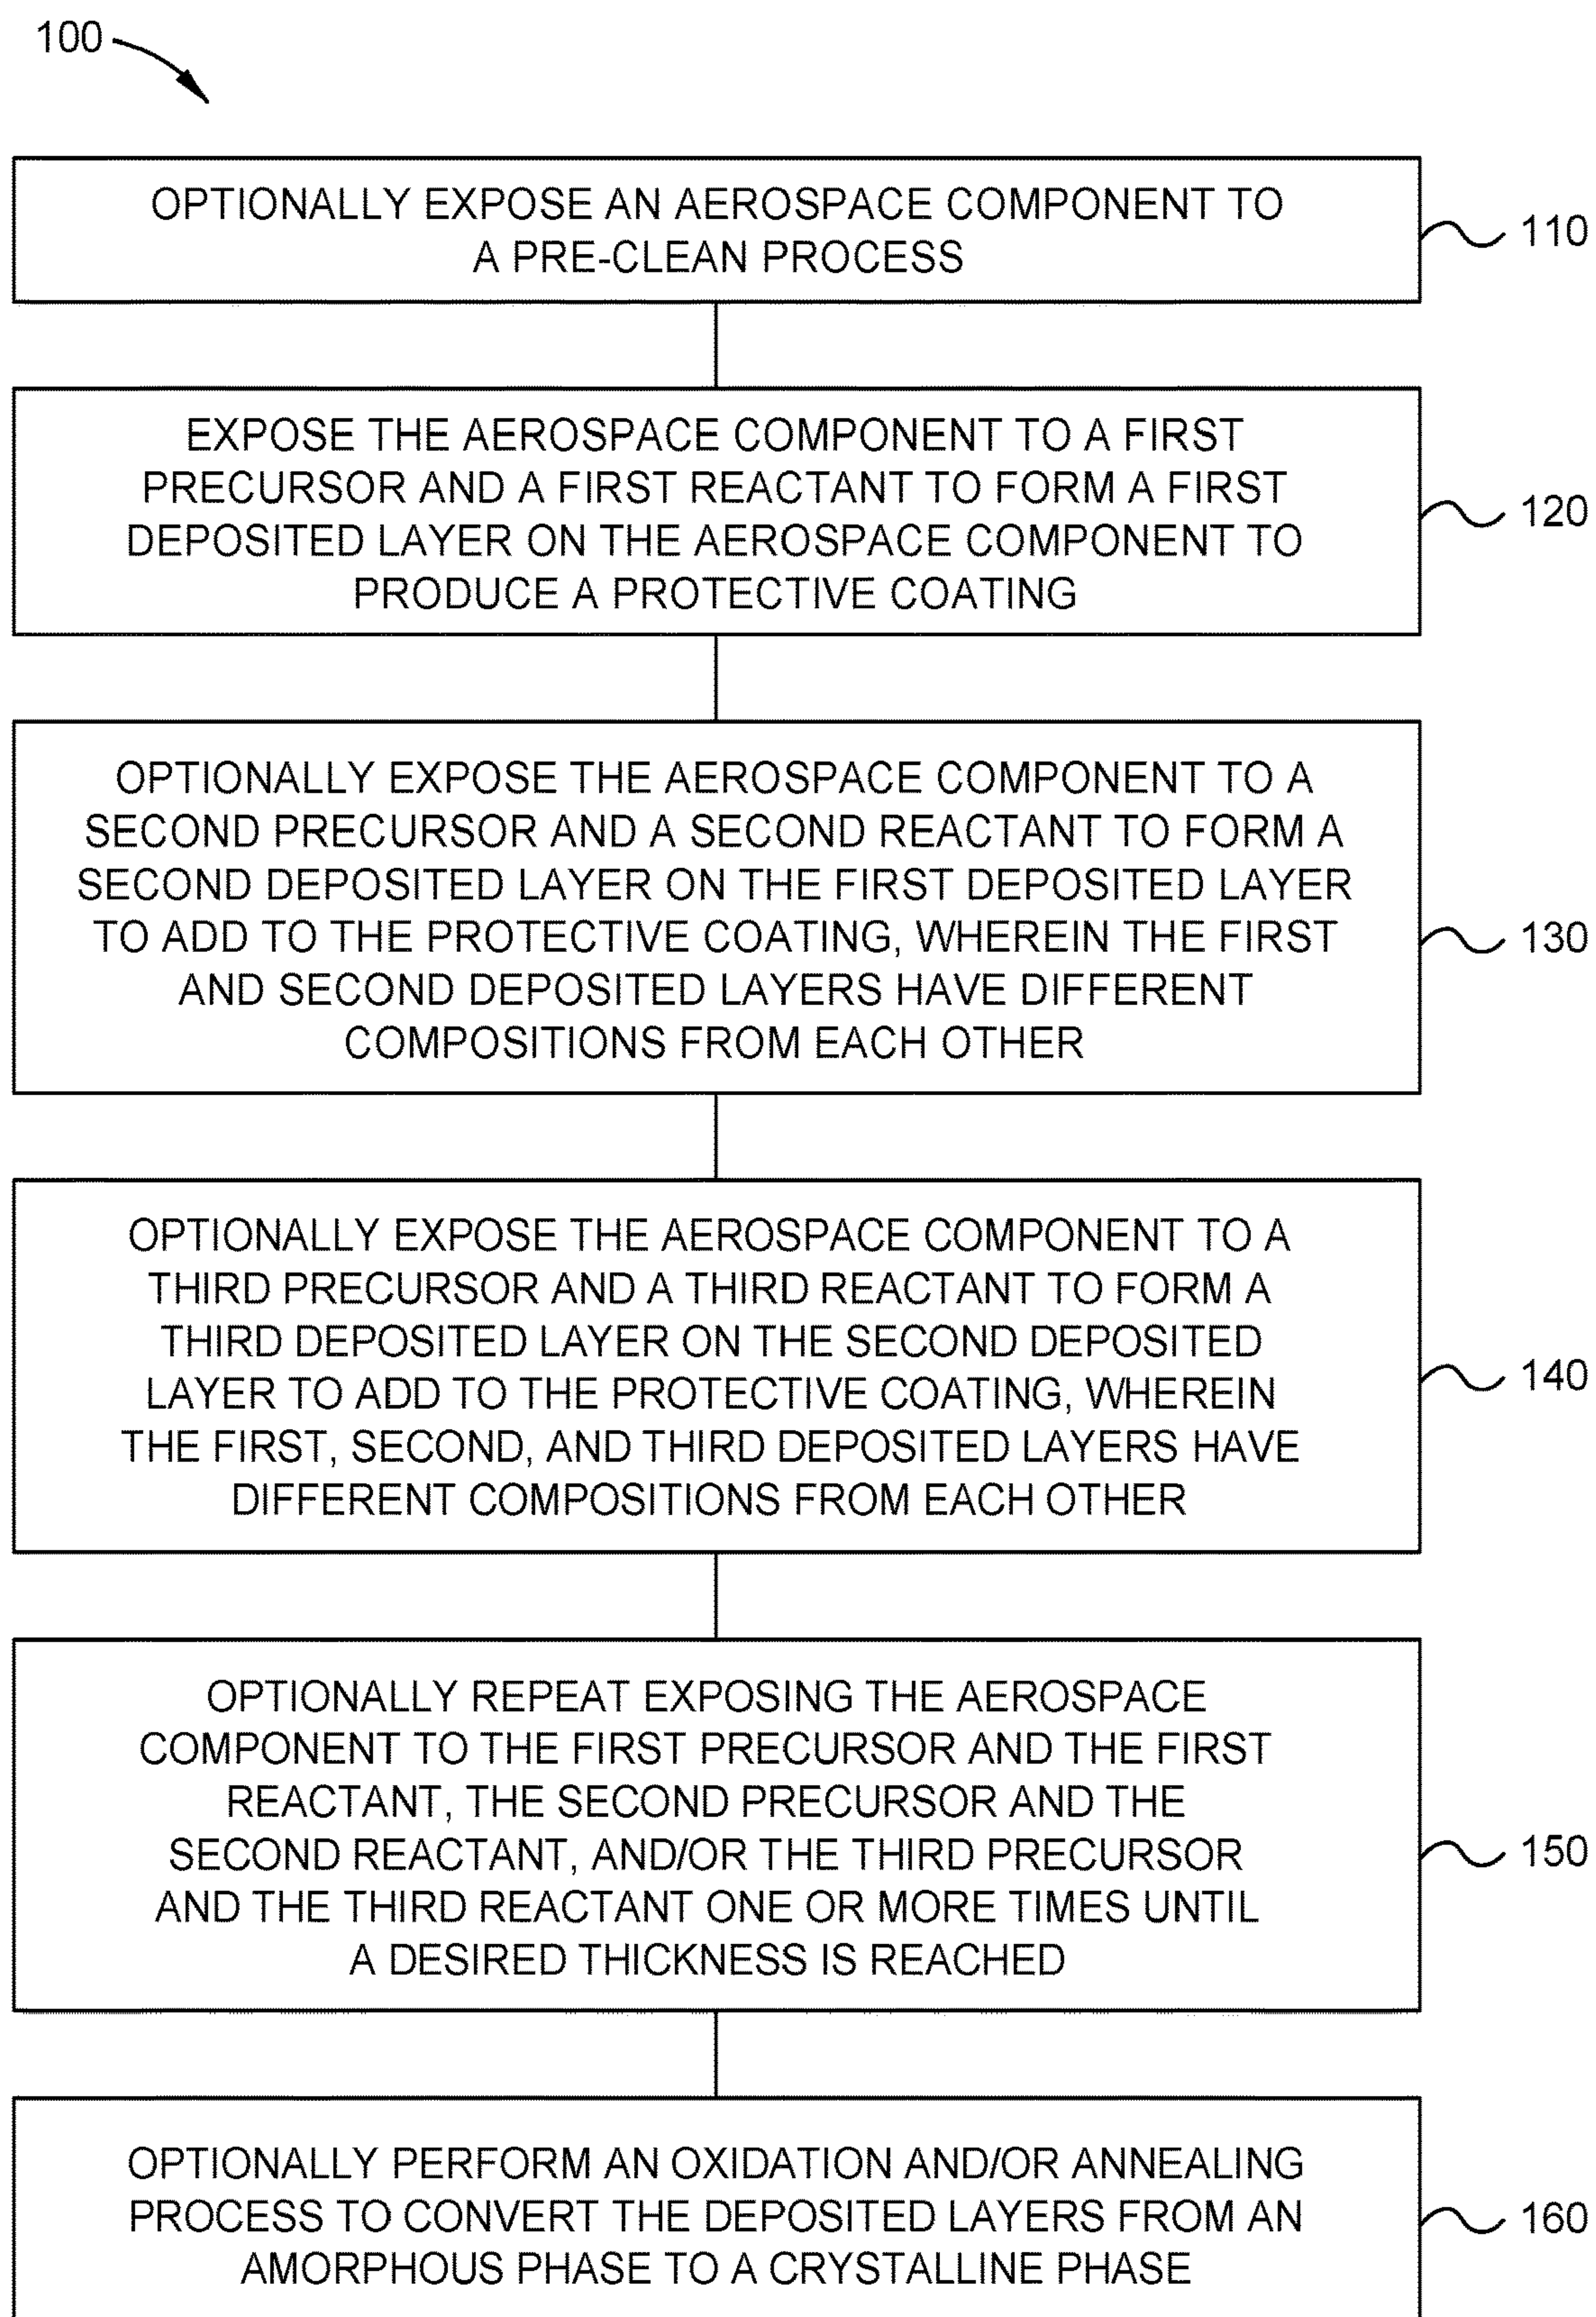 100
OPTIONALLY EXPOSE AN AEROSPACE COMPONENT TO
A PRE-CLEAN PROCESS
110
EXPOSE THE AEROSPACE COMPONENT TO A FIRST
PRECURSOR AND A FIRST REACTANT TO FORM A FIRST
DEPOSITED LAYER ON THE AEROSPACE COMPONENT TO
PRODUCE A PROTECTIVE COATING
120
OPTIONALLY EXPOSE THE AEROSPACE COMPONENT TO A
SECOND PRECURSOR AND A SECOND REACTANT TO FORM A
SECOND DEPOSITED LAYER ON THE FIRST DEPOSITED LAYER
TO ADD TO THE PROTECTIVE COATING, WHEREIN THE FIRST
AND SECOND DEPOSITED LAYERS HAVE DIFFERENT
COMPOSITIONS FROM EACH OTHER
130
OPTIONALLY EXPOSE THE AEROSPACE COMPONENT TO A
THIRD PRECURSOR AND A THIRD REACTANT TO FORM A
THIRD DEPOSITED LAYER ON THE SECOND DEPOSITED
LAYER TO ADD TO THE PROTECTIVE COATING, WHEREIN
THE FIRST, SECOND, AND THIRD DEPOSITED LAYERS HAVE
DIFFERENT COMPOSITIONS FROM EACH OTHER
140
OPTIONALLY REPEAT EXPOSING THE AEROSPACE
COMPONENT TO THE FIRST PRECURSOR AND THE FIRST
REACTANT, THE SECOND PRECURSOR AND THE
SECOND REACTANT, AND/OR THE THIRD PRECURSOR
AND THE THIRD REACTANT ONE OR MORE TIMES UNTIL
A DESIRED THICKNESS IS REACHED
150
OPTIONALLY PERFORM AN OXIDATION AND/OR ANNEALING
PROCESS TO CONVERT THE DEPOSITED LAYERS FROM AN
AMORPHOUS PHASE TO A CRYSTALLINE PHASE
160